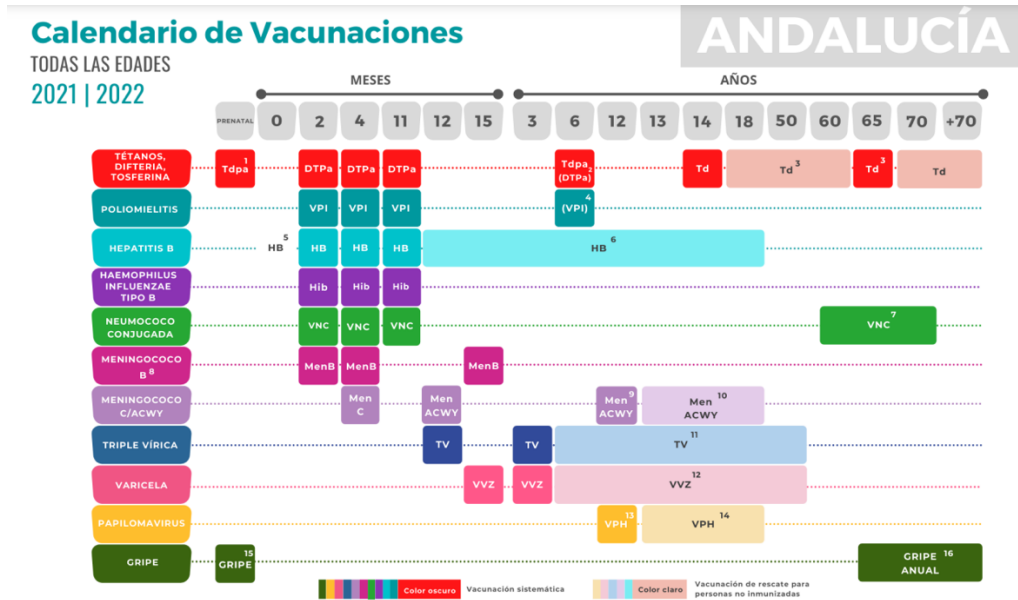 Calendario de Vacunaciones
ANDALUCÍA
TODAS LAS EDADES
2021 | 2022
MESES
AÑOS
PRENATAL 0 2 4 11 12 15 3 6 12 13 14 18 50 60 65 70 +70
TÉTANOS,
DIFTERIA,
TOSFERINA
Tdpa 1
DTPa DTPa DTPa
Tdpa 2
(DTPa)
Td
Td 3
Td 3
Td
POLIOMIELITIS
VPI VPI VPI
(VPI) 4
HEPATITIS B
HB 5
HB HB HB
HB 6
HAEMOPHILUS
INFLUENZAE
TIPO B
Hib Hib Hib
NEUMOCOCO
CONJUGADA
VNC VNC VNC
VNC 7
MENINGOCOCO
B 8
MenB MenB
MenB
MENINGOCOCO
C/ACWY
Men
C
Men
ACWY
Men 9
ACWY
Men 10
ACWY
TRIPLE VÍRICA
TV
TV
TV 11
VARICELA
VVZ
VVZ
VVZ 12
PAPILOMAVIRUS
VPH 13
VPH 14
GRIPE
GRIPE 15
GRIPE 16
ANUAL
Color oscuro
Vacunación sistemática
Color claro
Vacunación de rescate para
personas no inmunizadas